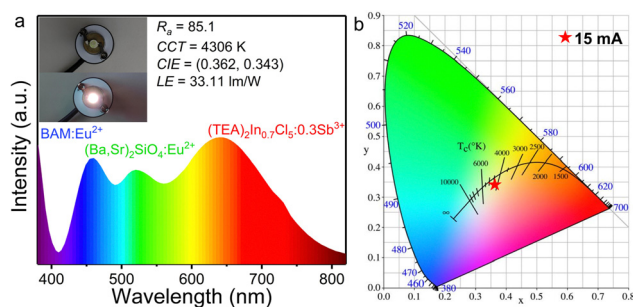 a
Rₐ = 85.1
CCT = 4306 K
CIE = (0.362, 0.343)
LE = 33.11 lm/W
BAM:Eu²⁺
(Ba,Sr)₂SiO₄:Eu²⁺
(TEA)₂In₀.₇Cl₅:0.3Sb³⁺
Intensity (a.u.)
400 500 600 700 800
Wavelength (nm)
b
15 mA
0.9
0.8
0.7
0.6
0.5
y
0.4
0.3
0.2
0.1
0.0
520
540
560
580
600
620
700
500
490
480
470
460
380
T_c(°K)
∞
10000
6000
4000
3000
2500
2000
1500
0.0 0.1 0.2 0.3 0.4 0.5 0.6 0.7 0.8
x